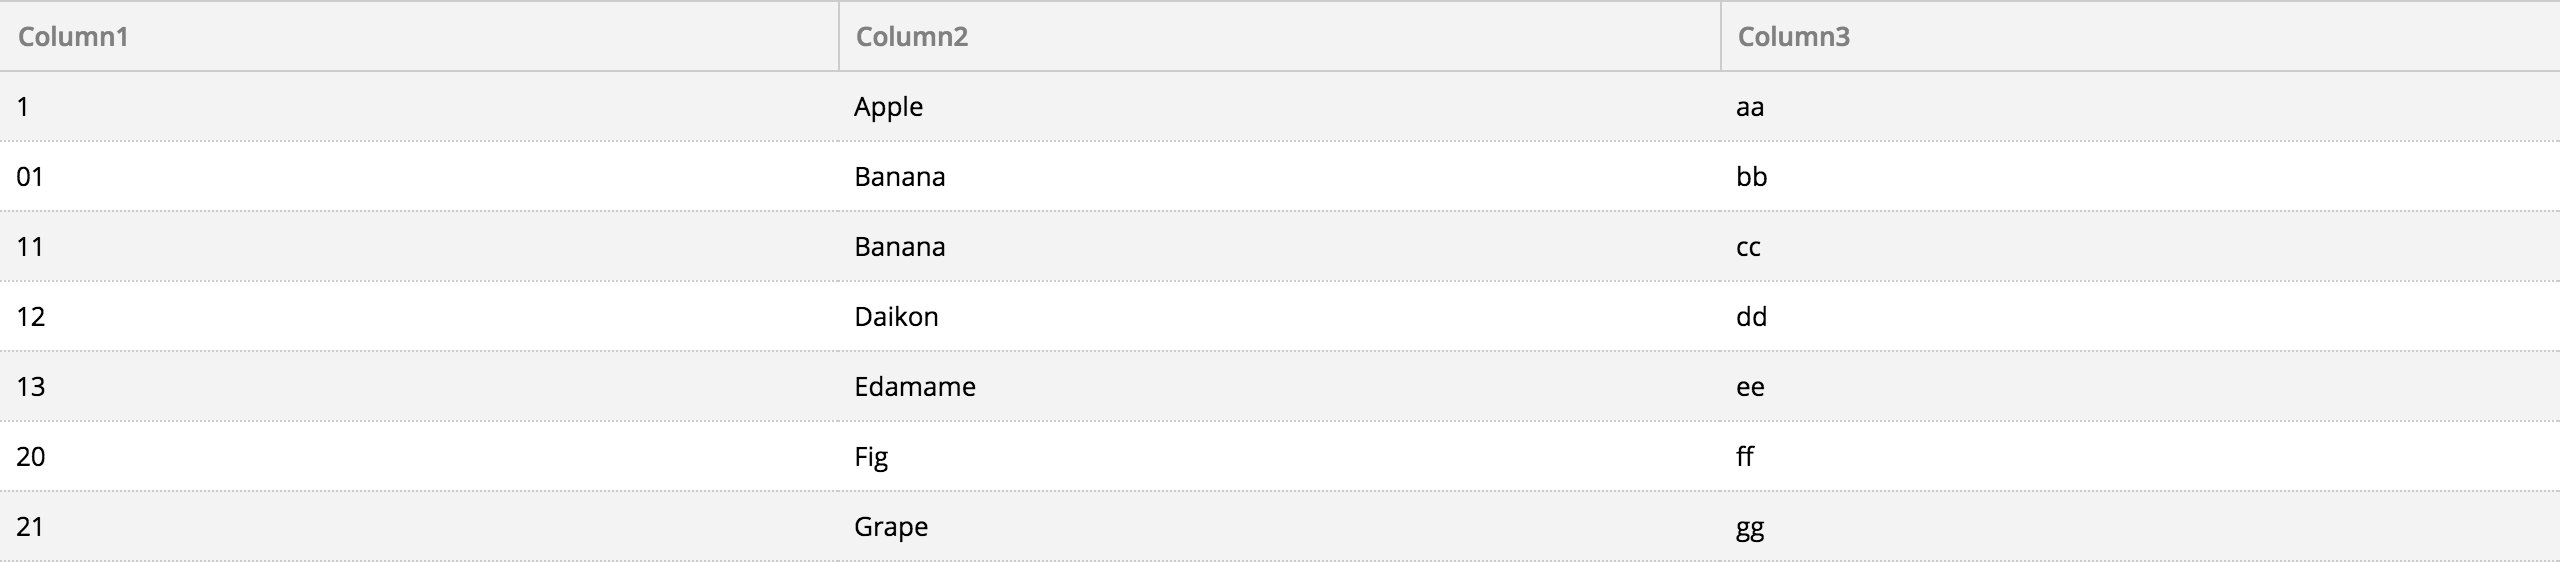 Column1 Column2 Column3
1 Apple aa
01 Banana bb
11 Banana cc
12 Daikon dd
13 Edamame ee
20 Fig ff
21 Grape gg